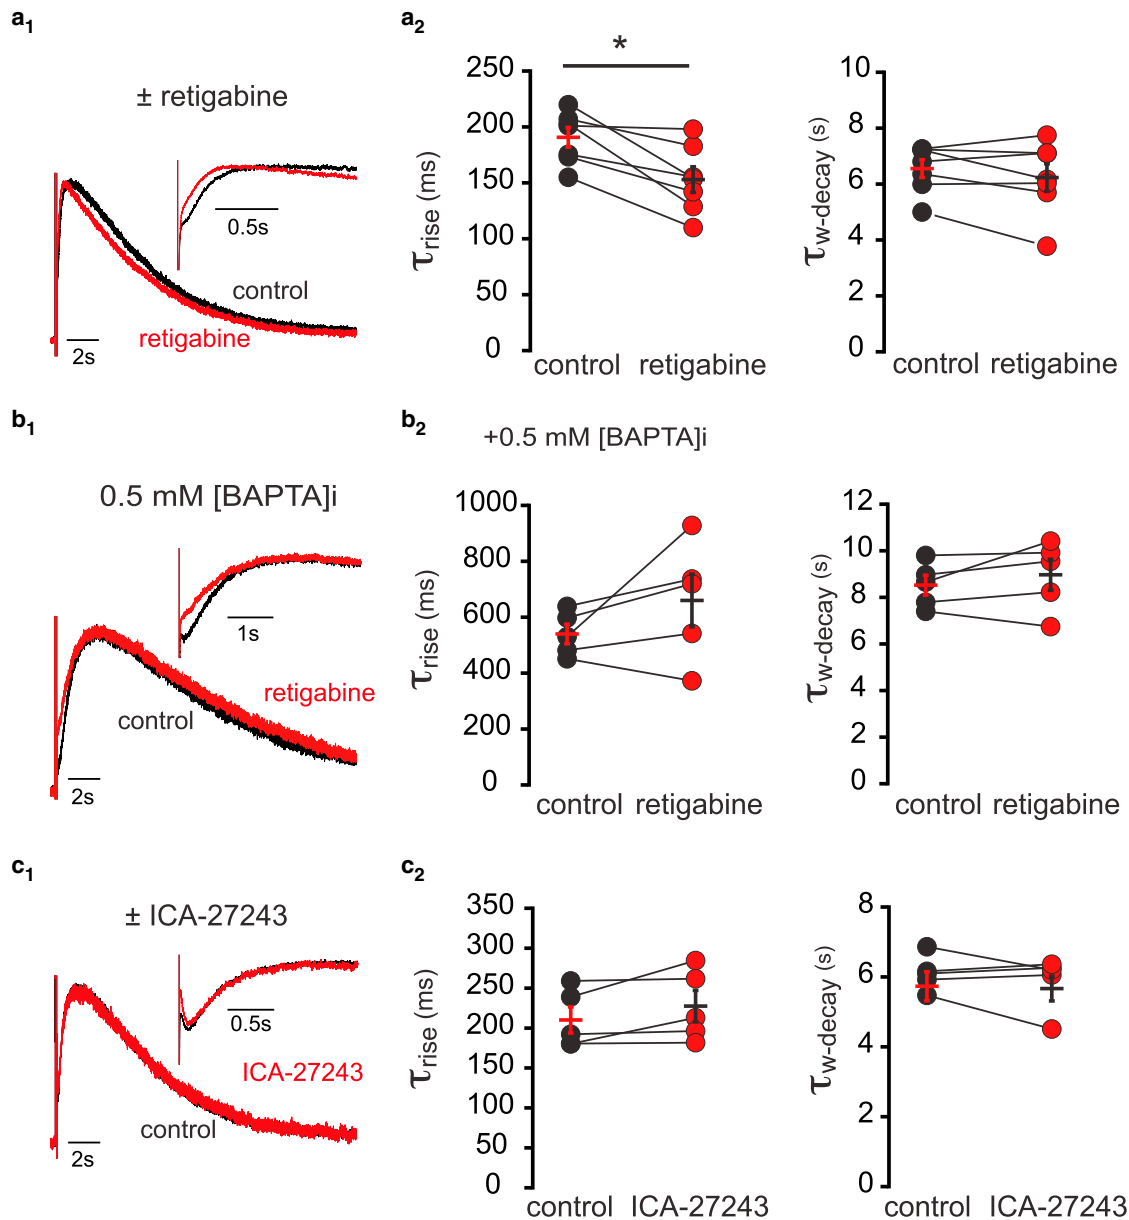 a1
± retigabine
0.5s
control
retigabine
2s
a2
*
τrise (ms)
250
200
150
100
50
0
control retigabine
τw-decay (s)
10
8
6
4
2
0
control retigabine
b1
0.5 mM [BAPTA]i
1s
retigabine
control
2s
b2
+0.5 mM [BAPTA]i
τrise (ms)
1000
800
600
400
200
0
control retigabine
τw-decay (s)
12
10
8
6
4
2
0
control retigabine
c1
± ICA-27243
0.5s
ICA-27243
control
2s
c2
τrise (ms)
350
300
250
200
150
100
50
0
control ICA-27243
τw-decay (s)
8
6
4
2
0
control ICA-27243